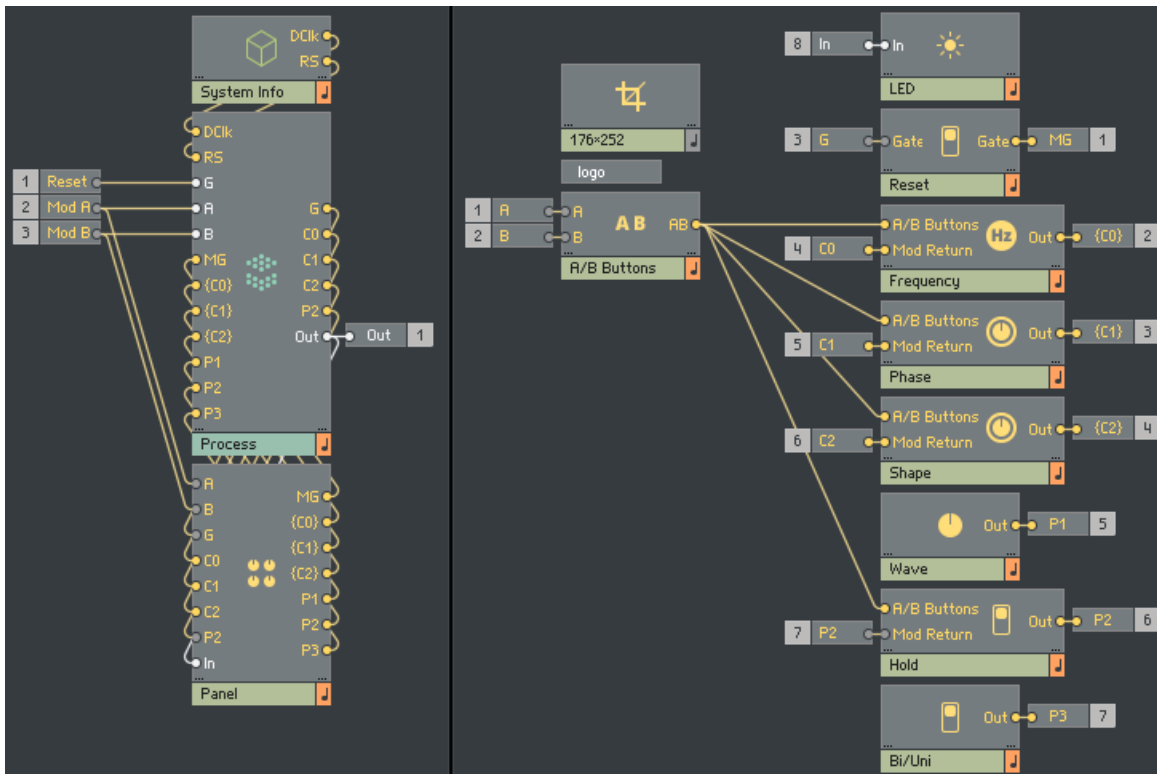 DClk
RS
System Info
DClk
RS
1 Reset G
2 Mod A A G
3 Mod B B C0
MG C1
{C0} C2
{C1} P2
{C2} Out Out 1
P1
P2
P3
Process
A
B MG
G {C0}
C0 {C1}
C1 {C2}
C2 P1
P2 P2
In P3
Panel
176×252
logo
1 A A AB AB
2 B B
A/B Buttons
8 In In
LED
3 G Gate Gate MG 1
Reset
A/B Buttons Hz Out {C0} 2
4 C0 Mod Return
Frequency
A/B Buttons Out {C1} 3
5 C1 Mod Return
Phase
A/B Buttons Out {C2} 4
6 C2 Mod Return
Shape
Out P1 5
Wave
A/B Buttons Out P2 6
7 P2 Mod Return
Hold
Out P3 7
Bi/Uni